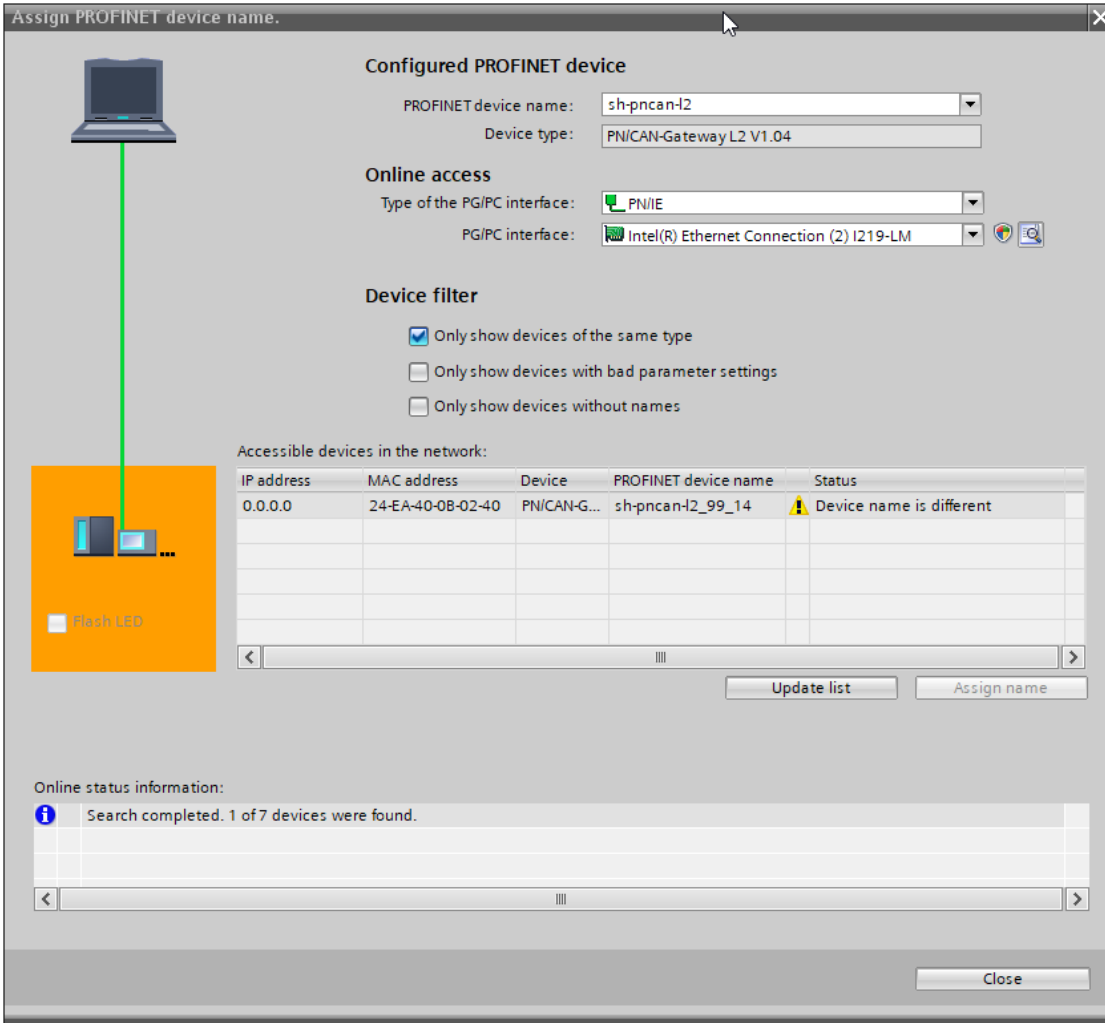 Assign PROFINET device name.
Configured PROFINET device
PROFINET device name: sh-pncan-l2
Device type: PN/CAN-Gateway L2 V1.04
Online access
Type of the PG/PC interface: PN/IE
PG/PC interface: Intel(R) Ethernet Connection (2) I219-LM
Device filter
Only show devices of the same type
Only show devices with bad parameter settings
Only show devices without names
Accessible devices in the network:
IP address MAC address Device PROFINET device name Status
0.0.0.0 24-EA-40-0B-02-40 PN/CAN-G... sh-pncan-l2_99_14 Device name is different
Flash LED
Update list Assign name
Online status information:
Search completed. 1 of 7 devices were found.
Close